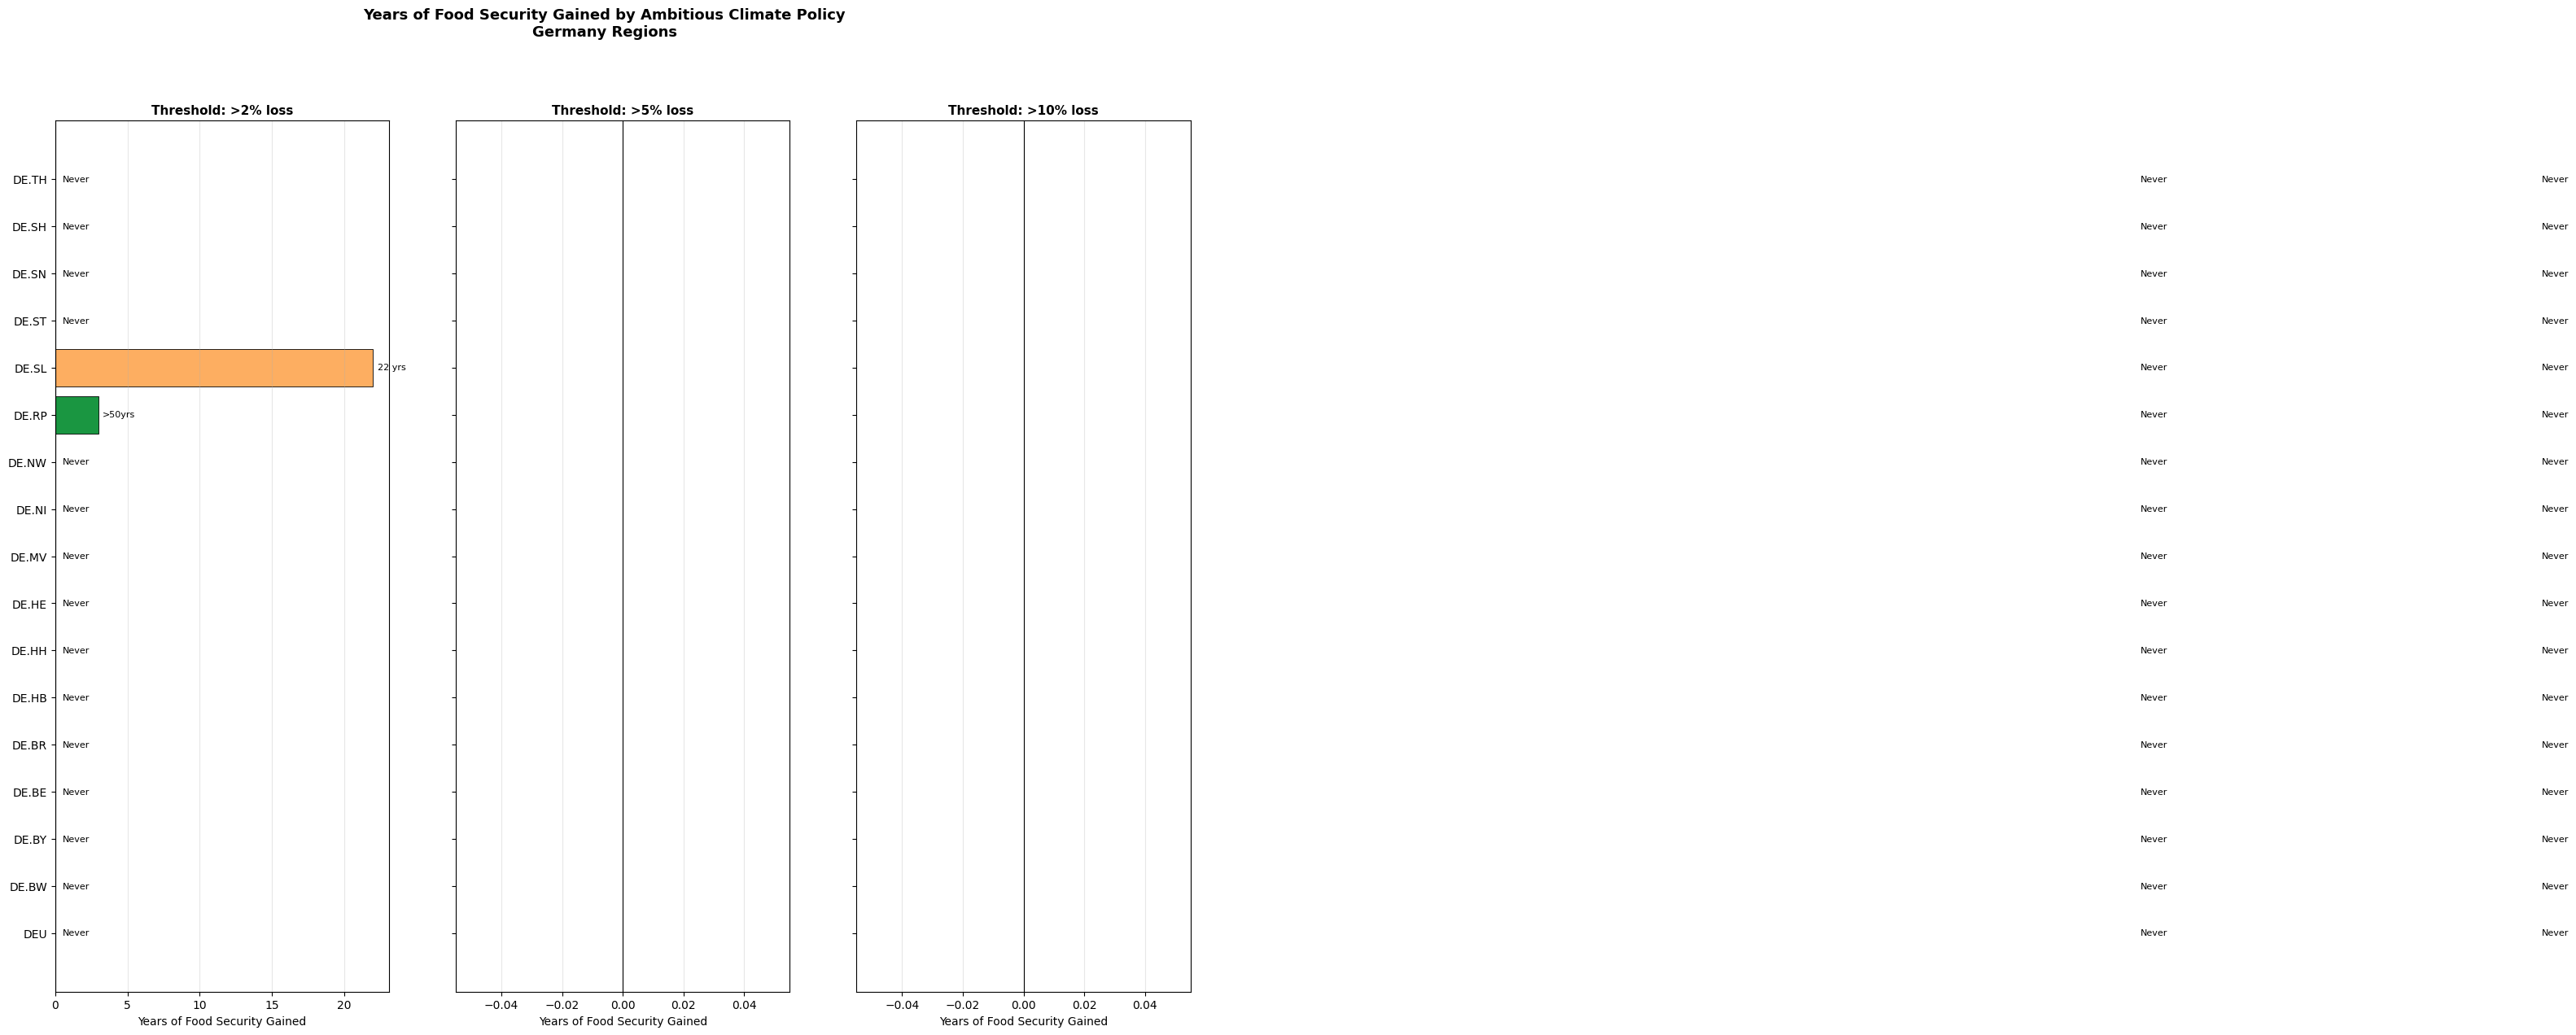 Years of Food Security Gained by Ambitious Climate Policy
Germany Regions
Threshold: >2% loss
Threshold: >5% loss
Threshold: >10% loss
DE.TH Never Never Never
DE.SH Never Never Never
DE.SN Never Never Never
DE.ST Never Never Never
DE.SL 22 yrs Never Never
DE.RP >50yrs Never Never
DE.NW Never Never Never
DE.NI Never Never Never
DE.MV Never Never Never
DE.HE Never Never Never
DE.HH Never Never Never
DE.HB Never Never Never
DE.BR Never Never Never
DE.BE Never Never Never
DE.BY Never Never Never
DE.BW Never Never Never
DEU Never Never Never
0 5 10 15 20
−0.04 −0.02 0.00 0.02 0.04
−0.04 −0.02 0.00 0.02 0.04
Years of Food Security Gained
Years of Food Security Gained
Years of Food Security Gained